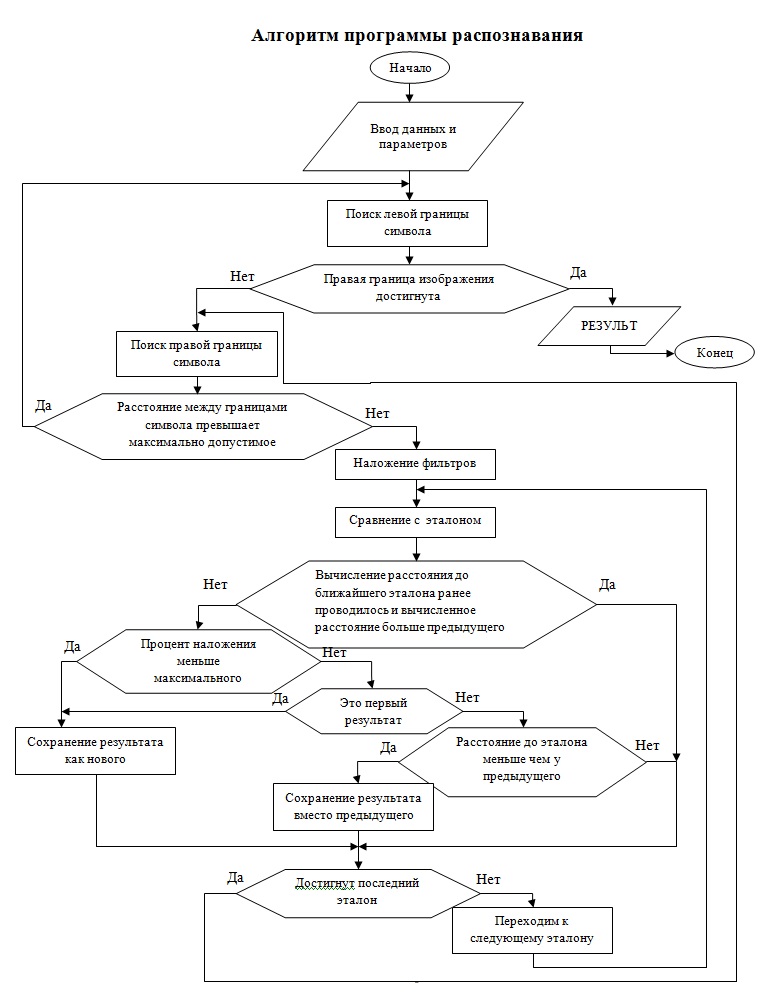 Алгоритм программы распознавания
Начало
Ввод данных и
параметров
Поиск левой границы
символа
Правая граница изображения
достигнута
Нет
Да
РЕЗУЛЬТ
Конец
Поиск правой границы
символа
Да
Расстояние между границами
символа превышает
максимально допустимое
Нет
Наложение фильтров
Сравнение с эталоном
Нет
Вычисление расстояния до
ближайшего эталона ранее
проводилось и вычисленное
расстояние больше предыдущего
Да
Да
Процент наложения
меньше
максимального
Нет
Да
Это первый
результат
Нет
Сохранение результата
как нового
Да
Расстояние до эталона
меньше чем у
предыдущего
Нет
Сохранение результата
вместо предыдущего
Да
Достигнут последний
эталон
Нет
Переходим к
следующему эталону